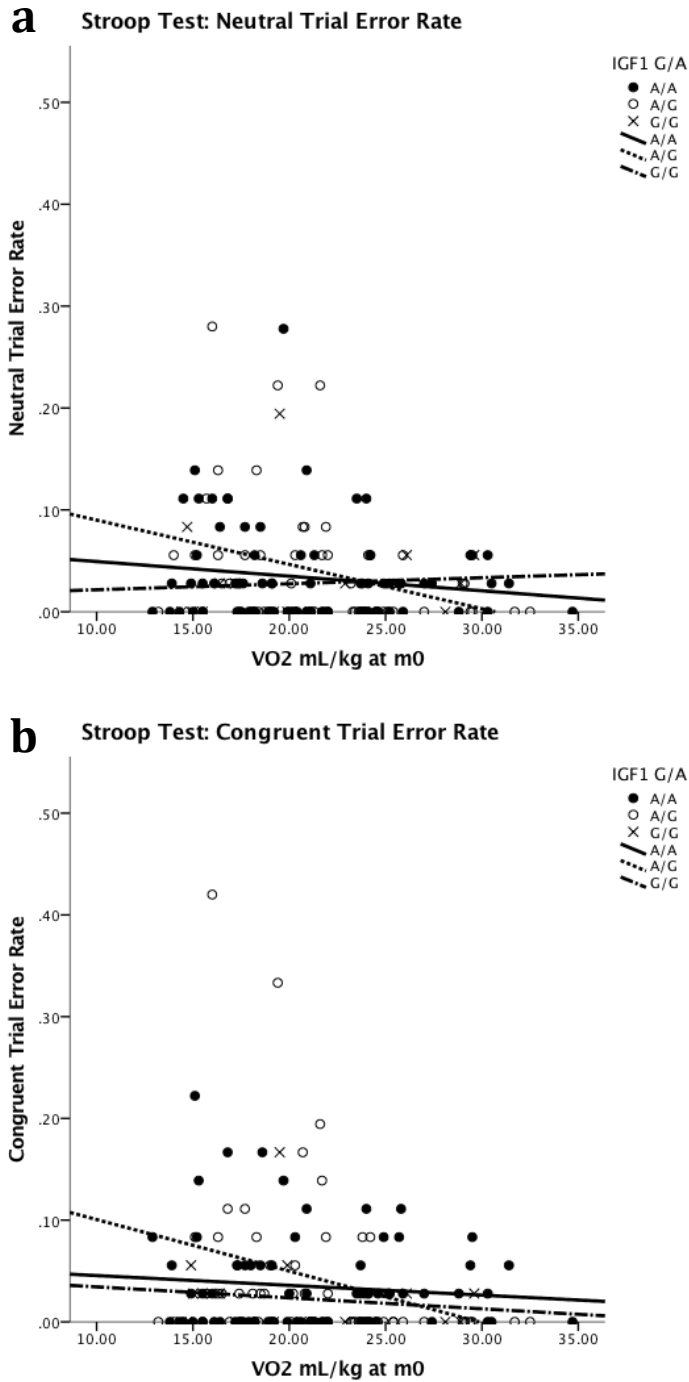 a
Stroop Test: Neutral Trial Error Rate
IGF1 G/A
A/A
A/G
G/G
A/A
A/G
G/G
Neutral Trial Error Rate
.50
.40
.30
.20
.10
.00
10.00 15.00 20.00 25.00 30.00 35.00
VO2 mL/kg at m0
b
Stroop Test: Congruent Trial Error Rate
IGF1 G/A
A/A
A/G
G/G
A/A
A/G
G/G
Congruent Trial Error Rate
.50
.40
.30
.20
.10
.00
10.00 15.00 20.00 25.00 30.00 35.00
VO2 mL/kg at m0